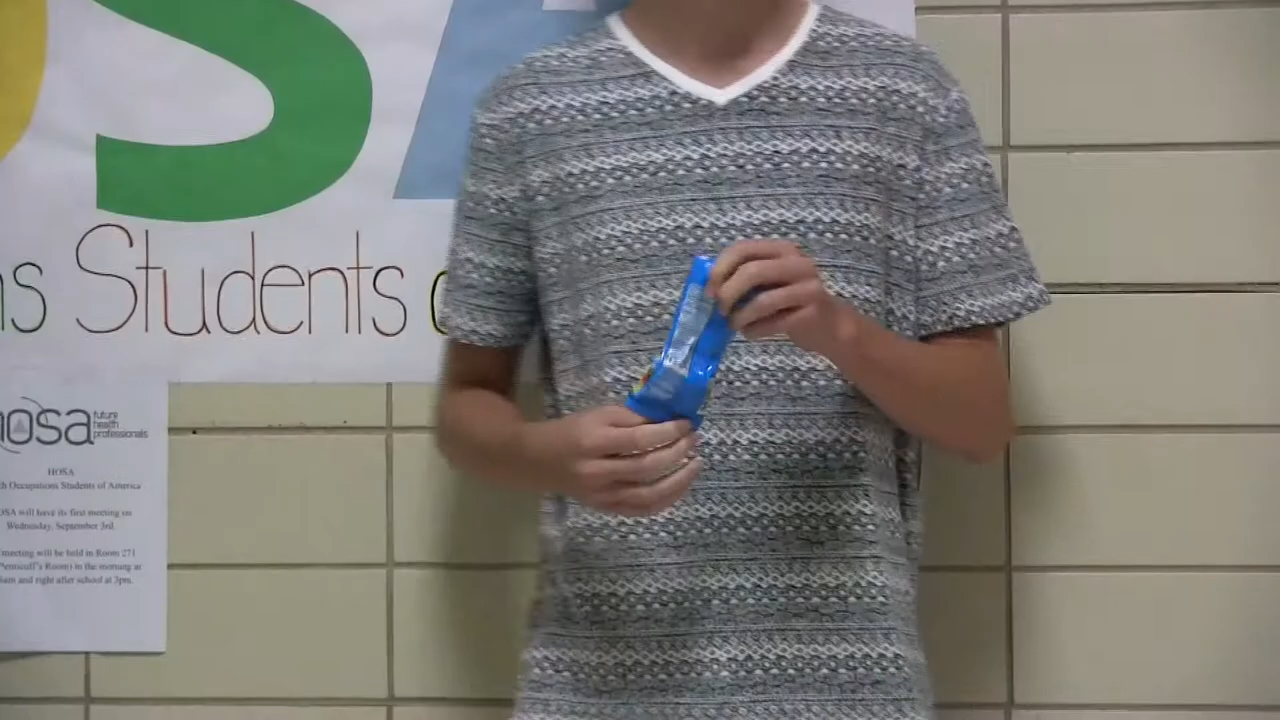 OSA
ns Students o
hosa future
health
professionals
HOSA
th Occupations Students of America
OSA will have its first meeting on
Wednesday, September 3rd.
meeting will be held in Room 271
Room) in the morning at
am and right after school at 3pm.